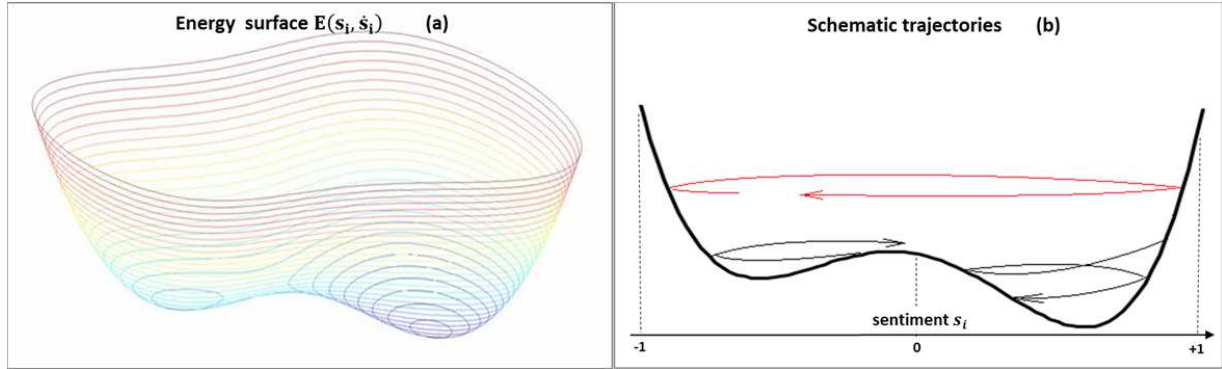 Energy surface E(sᵢ, ṡᵢ) (a)
Schematic trajectories (b)
sentiment sᵢ
-1 0 +1